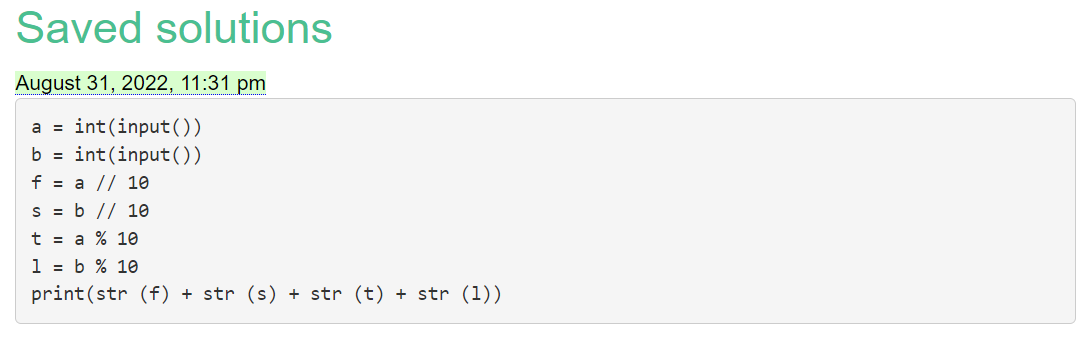 Saved solutions
August 31, 2022, 11:31 pm
a = int(input())
b = int(input())
f = a // 10
s = b // 10
t = a % 10
l = b % 10
print(str (f) + str (s) + str (t) + str (l))